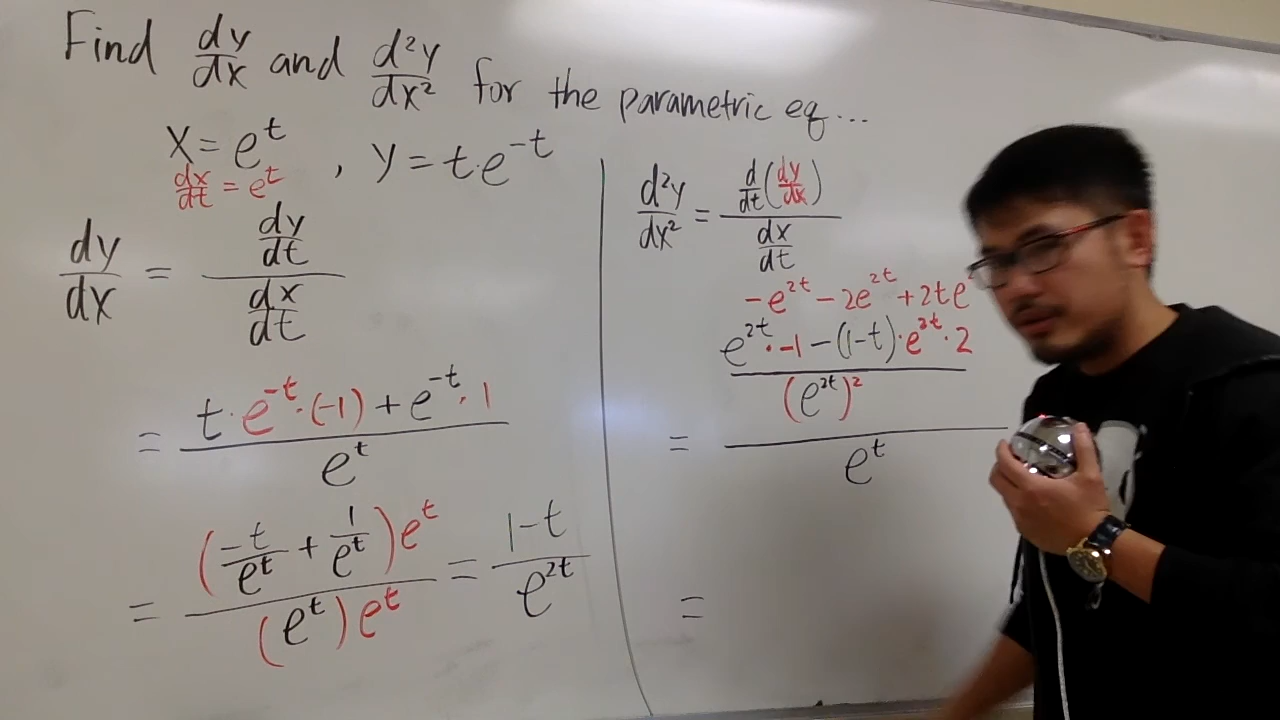 Find dy/dx and d²y/dx² for the parametric eq...
x = e^t , y = t·e^-t
dx/dt = e^t
dy/dx = (dy/dt)/(dx/dt)
= (t·e^-t·(-1) + e^-t·1)/e^t
= ((-t/e^t + 1/e^t)e^t)/((e^t)e^t) = (1-t)/e^2t
d²y/dx² = (d/dt(dy/dx))/(dx/dt)
-e^2t - 2e^2t + 2te^2
= ((e^2t·-1 - (1-t)·e^2t·2)/(e^2t)²)/e^t
=